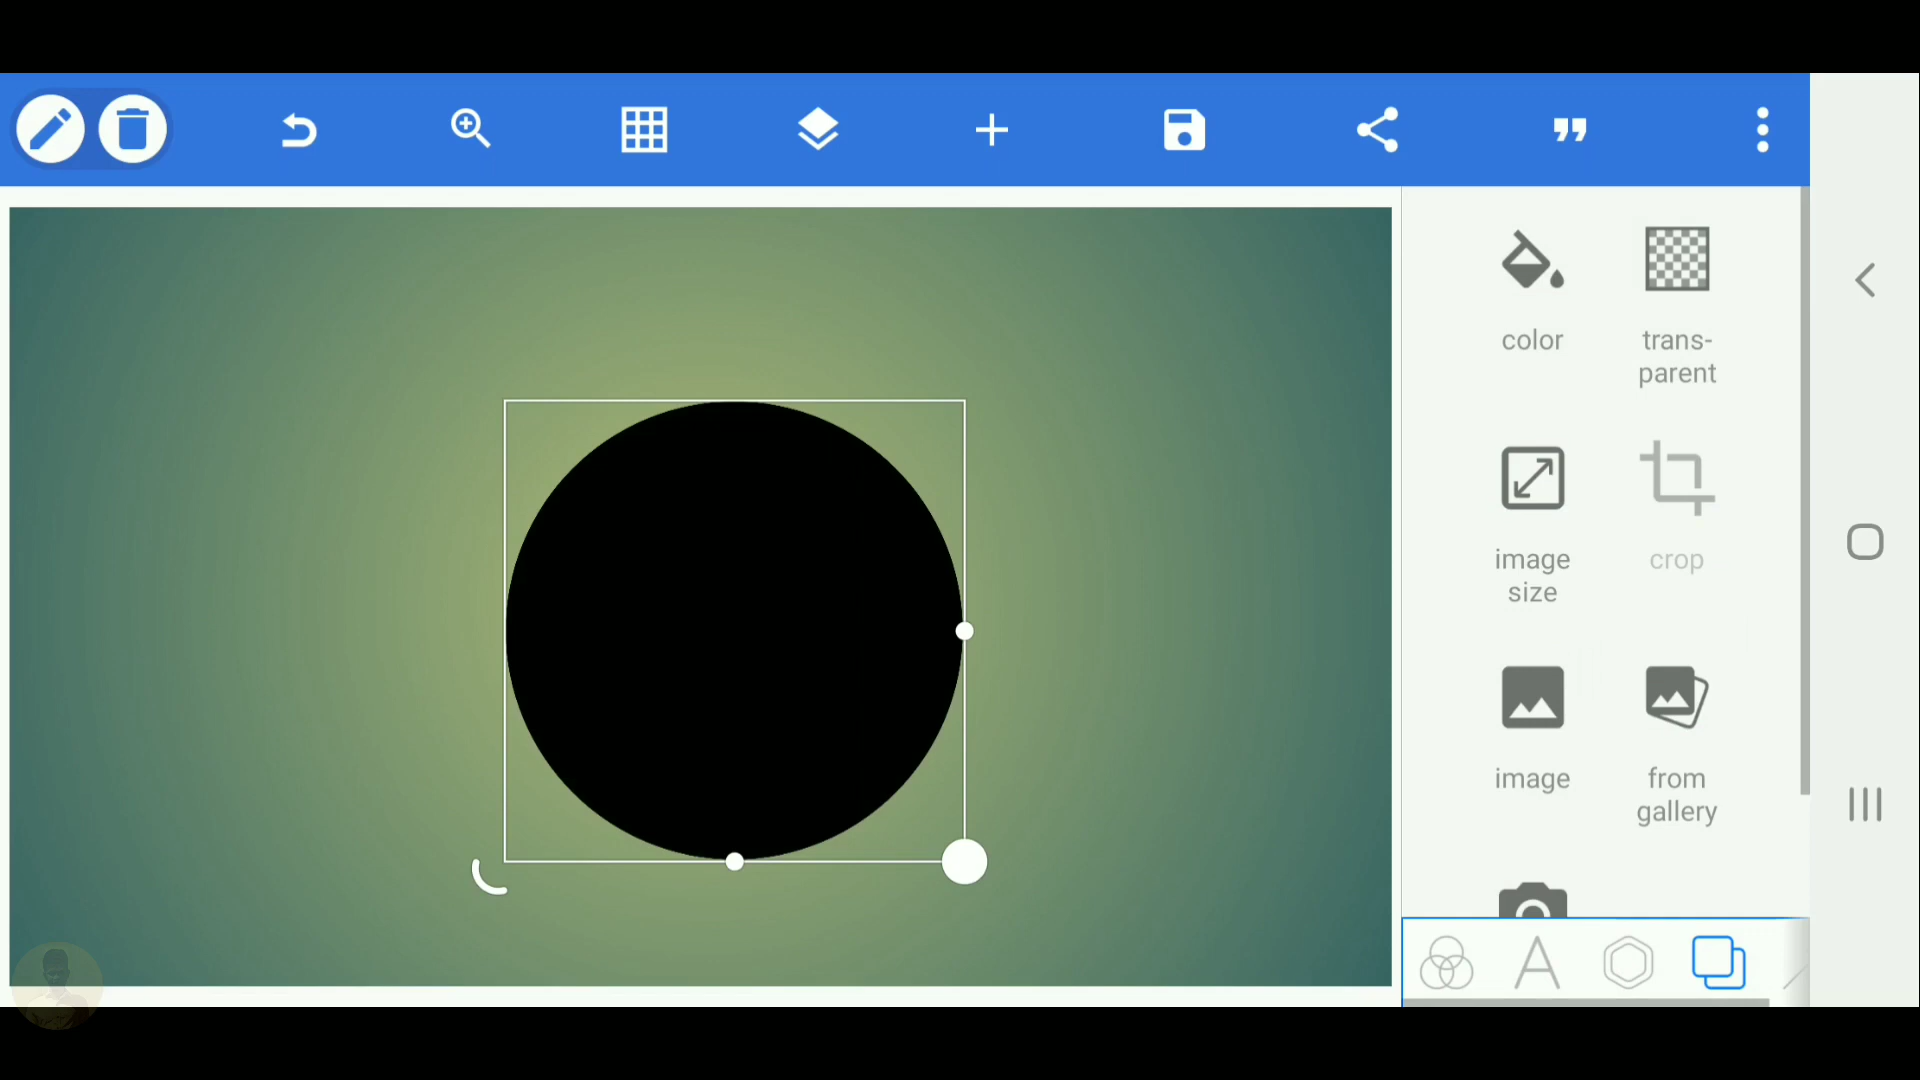 color
trans-
parent
image
size
crop
image
from
gallery